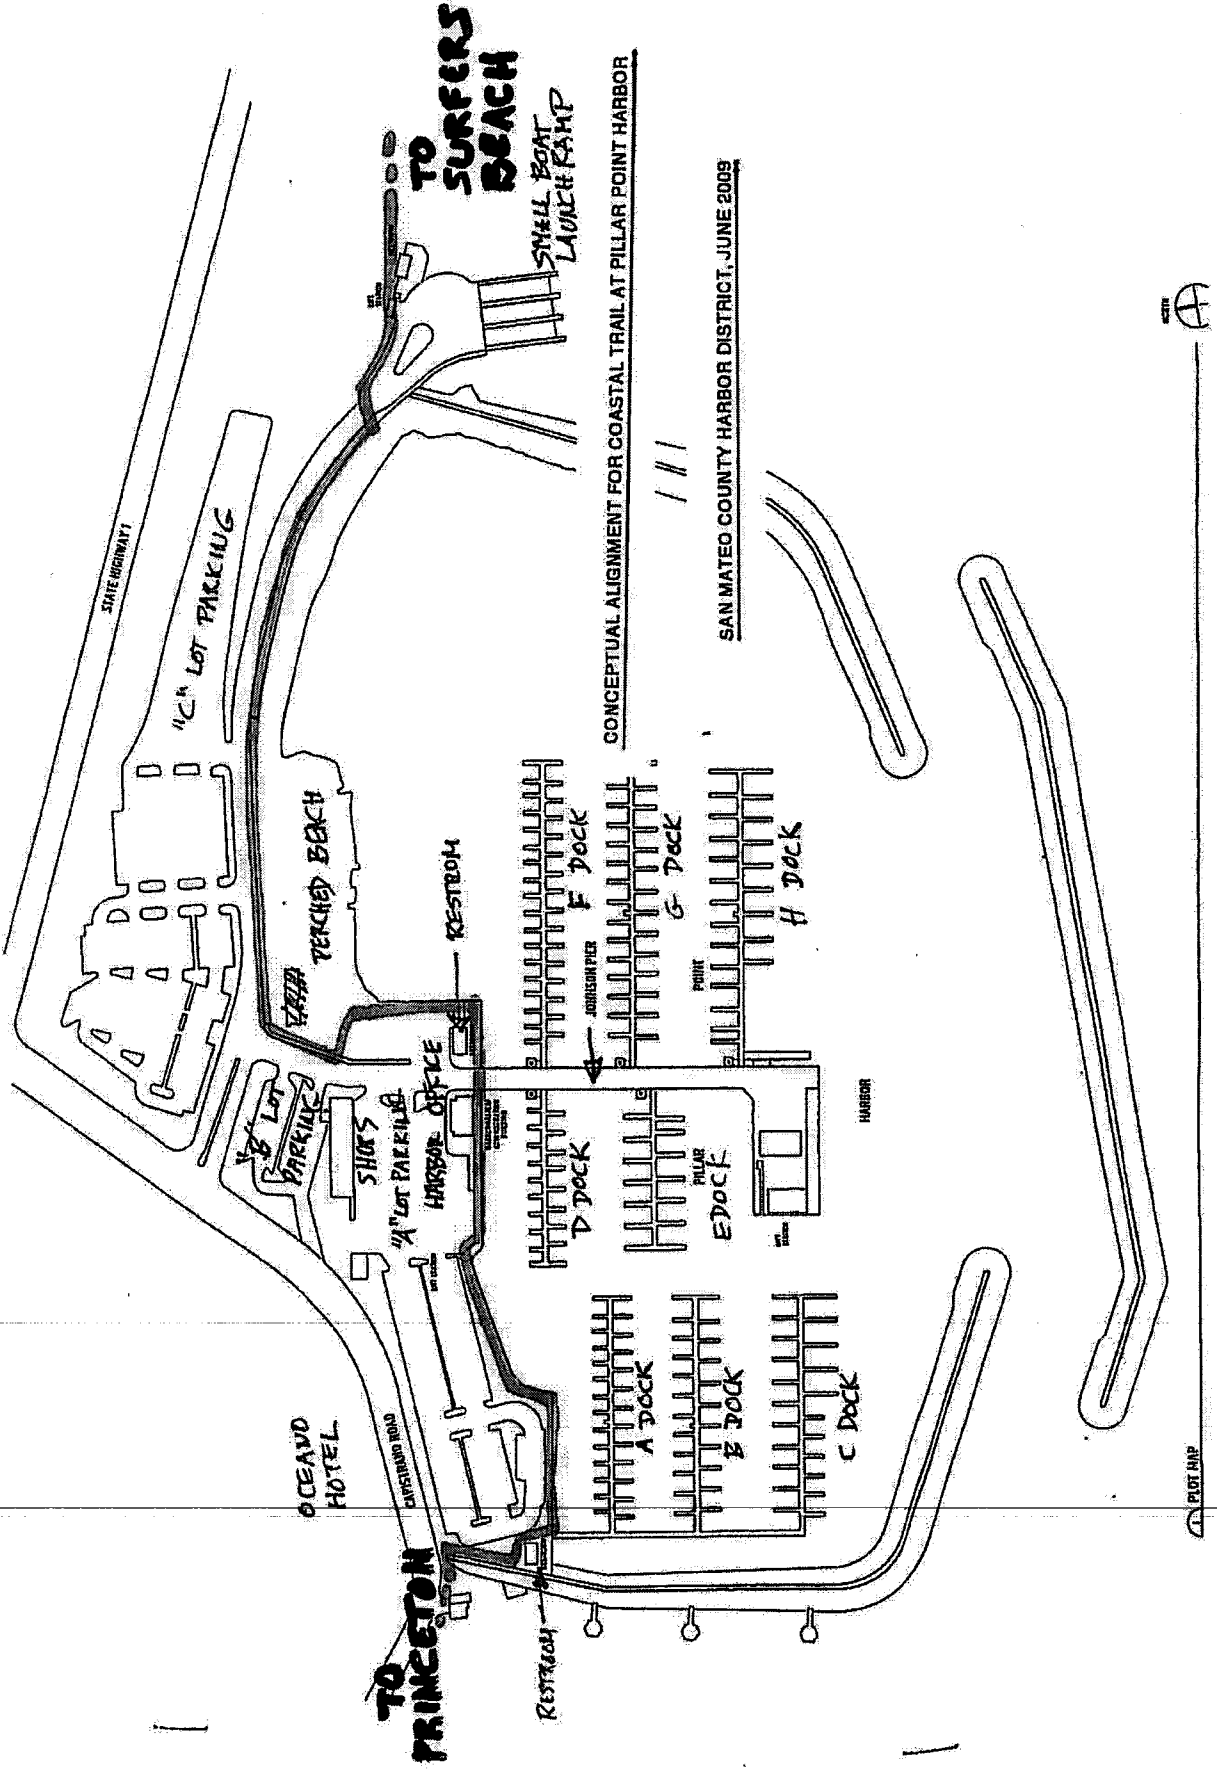 TO
SURFERS
BEACH
SMALL BOAT
LAUNCH RAMP
STATE HIGHWAY 1
"C" LOT PARKING
CONCEPTUAL ALIGNMENT FOR COASTAL TRAIL AT PILLAR POINT HARBOR
SAN MATEO COUNTY HARBOR DISTRICT, JUNE 2009
NORTH
PERCHED BEACH
RESTROOM
"B" LOT
PARKING
SHOPS
"A" LOT PARKING
HARBOR OFFICE
F DOCK
G DOCK
H DOCK
JOHNSON PIER
POINT
D DOCK
PILLAR
E DOCK
HARBOR
OCEANO
HOTEL
CAPISTRANO ROAD
A DOCK
B DOCK
C DOCK
TO
PRINCETON
RESTROOM
1 PLOT MAP